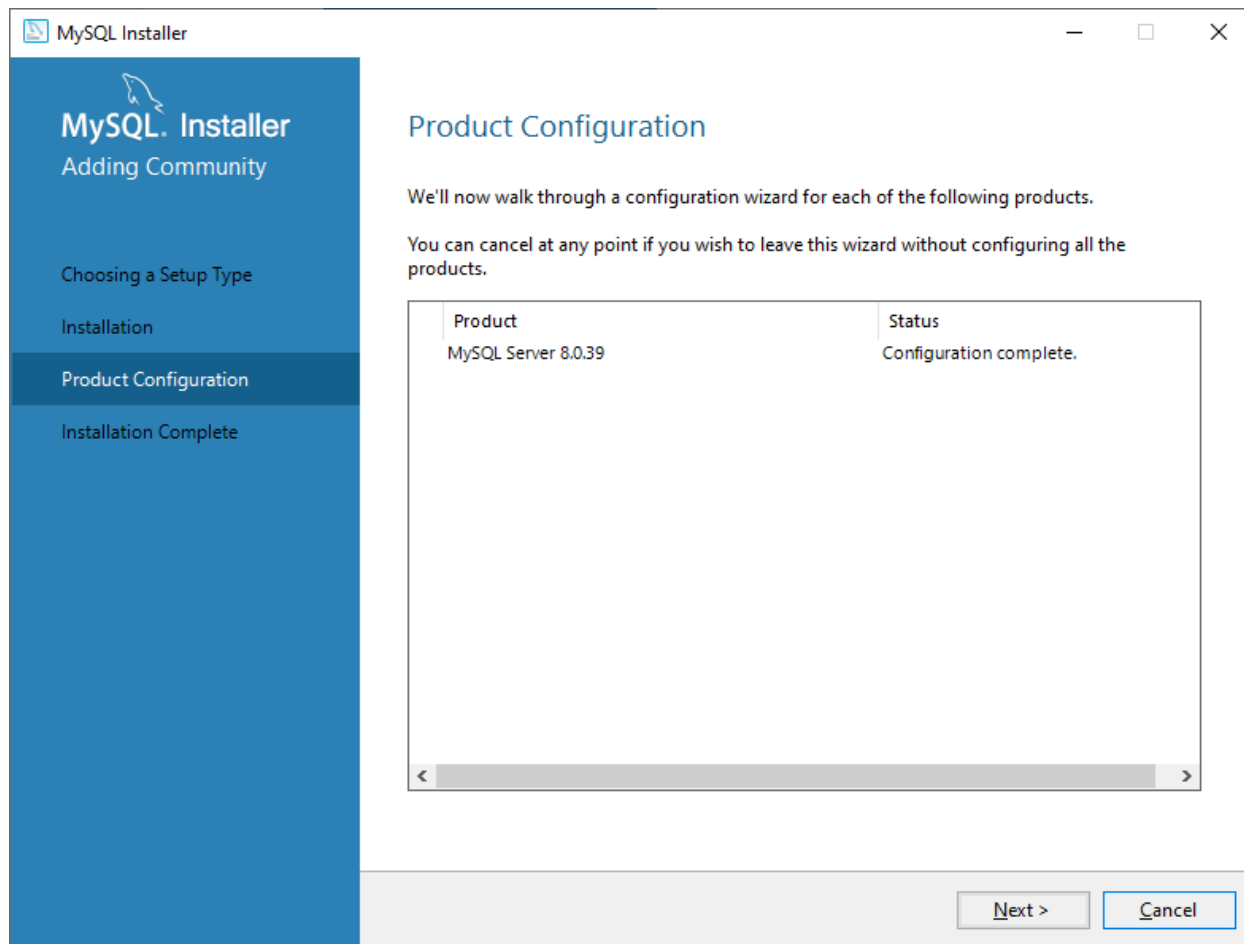 MySQL Installer
MySQL. Installer
Adding Community
Choosing a Setup Type
Installation
Product Configuration
Installation Complete
Product Configuration
We'll now walk through a configuration wizard for each of the following products.
You can cancel at any point if you wish to leave this wizard without configuring all the
products.
Product Status
MySQL Server 8.0.39 Configuration complete.
Next > Cancel